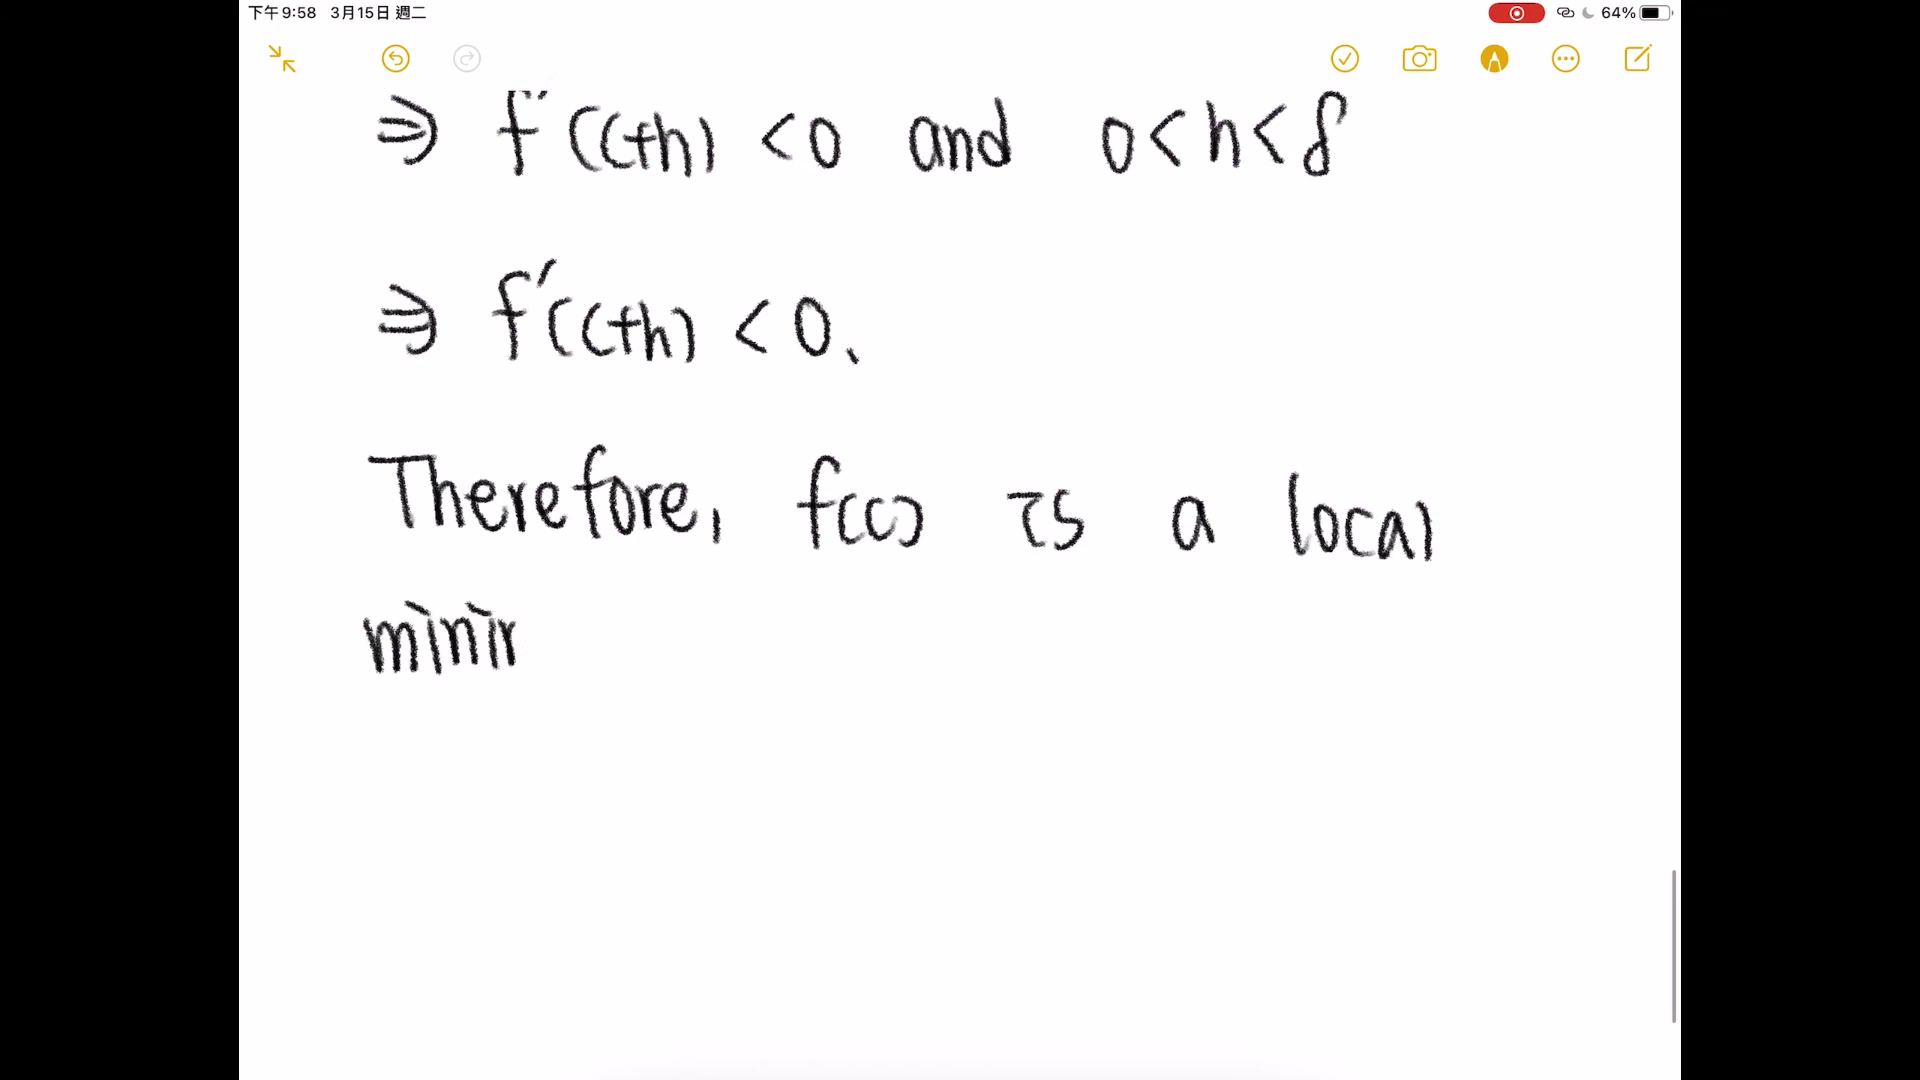 下午9:58 3月15日 週二 64%
⇒ f'(c+h) < 0 and 0 < h < δ
⇒ f'(c+h) < 0.
Therefore, f(c) is a local
minim